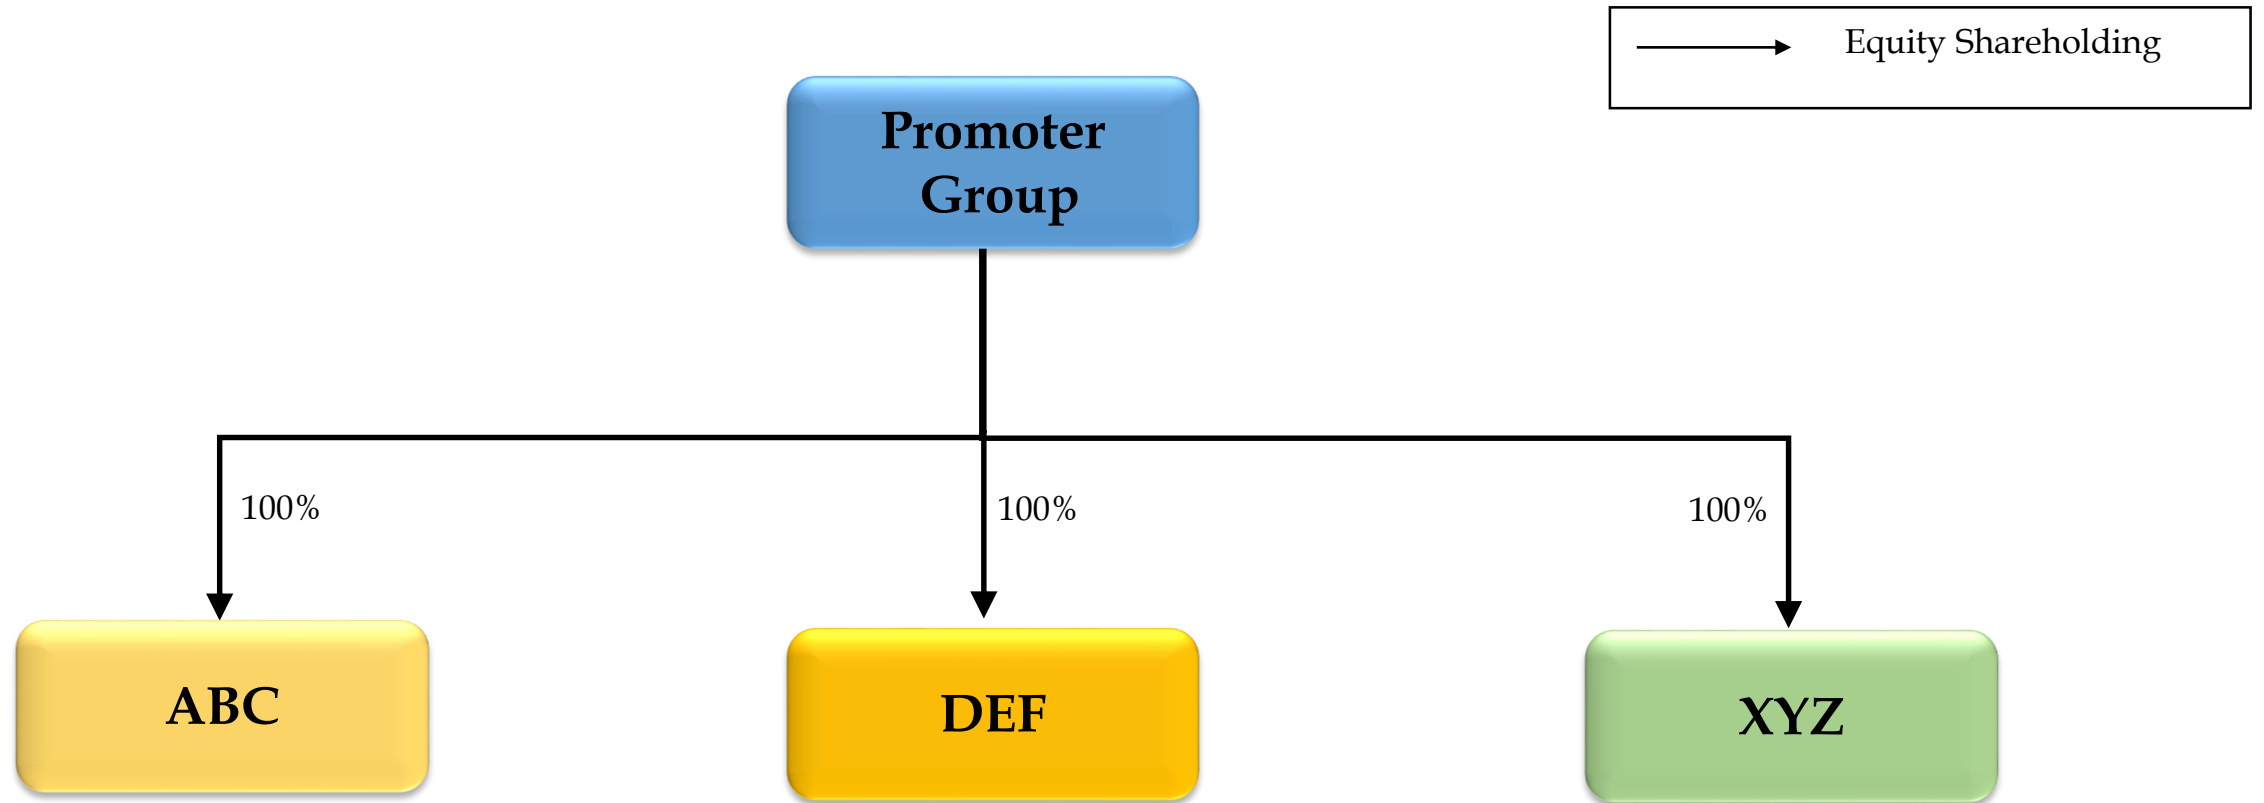 Equity Shareholding
Promoter
Group
100%
100%
100%
ABC
DEF
XYZ